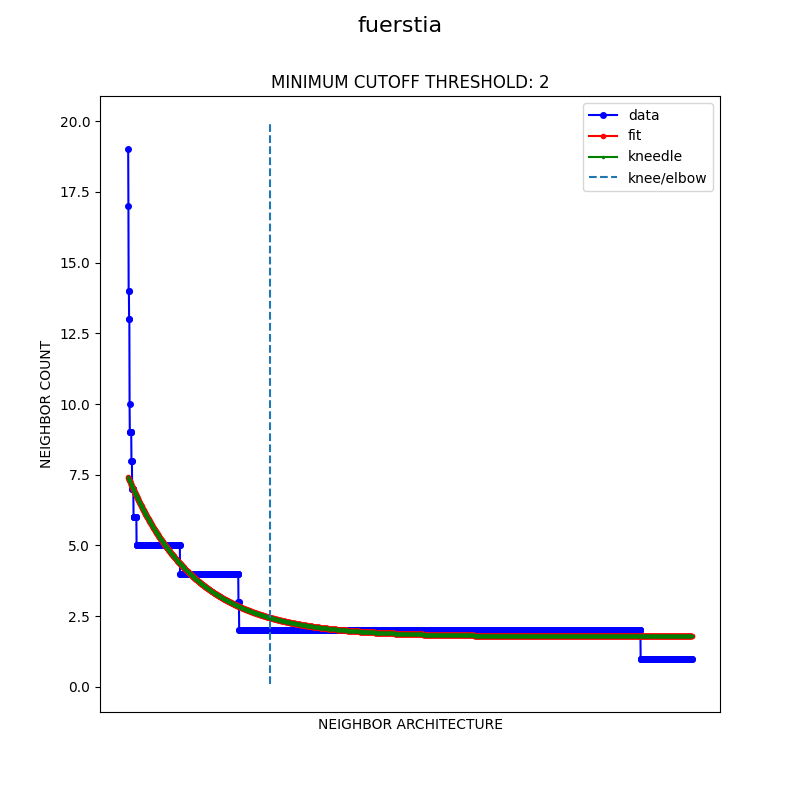 fuerstia
MINIMUM CUTOFF THRESHOLD: 2
data
fit
kneedle
knee/elbow
20.0
17.5
15.0
12.5
10.0
7.5
5.0
2.5
0.0
NEIGHBOR COUNT
NEIGHBOR ARCHITECTURE